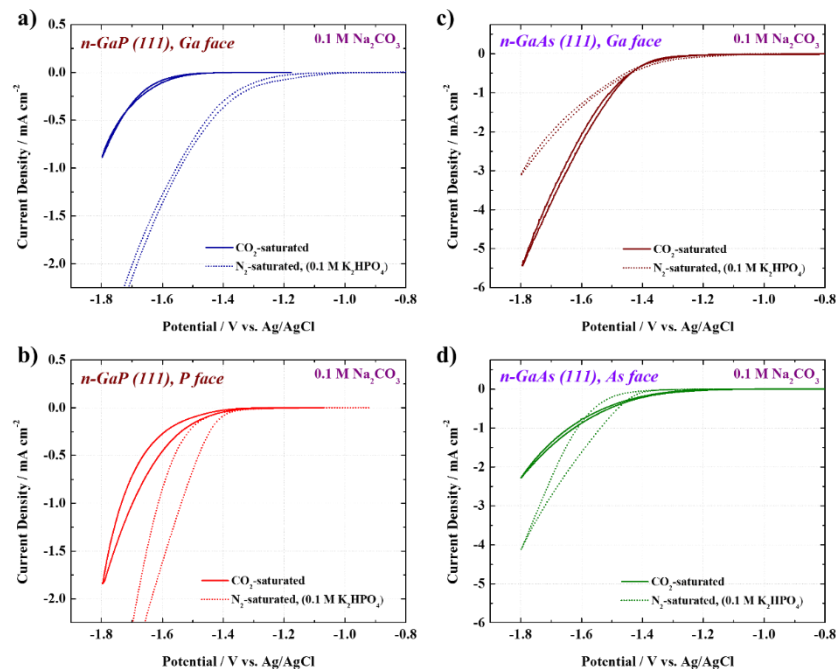 a)
n-GaP (111), Ga face
0.1 M Na₂CO₃
0.5
0.0
-0.5
-1.0
-1.5
-2.0
Current Density / mA cm⁻²
CO₂-saturated
N₂-saturated, (0.1 M K₂HPO₄)
-1.8 -1.6 -1.4 -1.2 -1.0 -0.8
Potential / V vs. Ag/AgCl
c)
n-GaAs (111), Ga face
0.1 M Na₂CO₃
0
-1
-2
-3
-4
-5
-6
Current Density / mA cm⁻²
CO₂-saturated
N₂-saturated, (0.1 M K₂HPO₄)
-1.8 -1.6 -1.4 -1.2 -1.0 -0.8
Potential / V vs. Ag/AgCl
b)
n-GaP (111), P face
0.1 M Na₂CO₃
0.5
0.0
-0.5
-1.0
-1.5
-2.0
Current Density / mA cm⁻²
CO₂-saturated
N₂-saturated, (0.1 M K₂HPO₄)
-1.8 -1.6 -1.4 -1.2 -1.0 -0.8
Potential / V vs. Ag/AgCl
d)
n-GaAs (111), As face
0.1 M Na₂CO₃
0
-1
-2
-3
-4
-5
-6
Current Density / mA cm⁻²
CO₂-saturated
N₂-saturated, (0.1 M K₂HPO₄)
-1.8 -1.6 -1.4 -1.2 -1.0 -0.8
Potential / V vs. Ag/AgCl